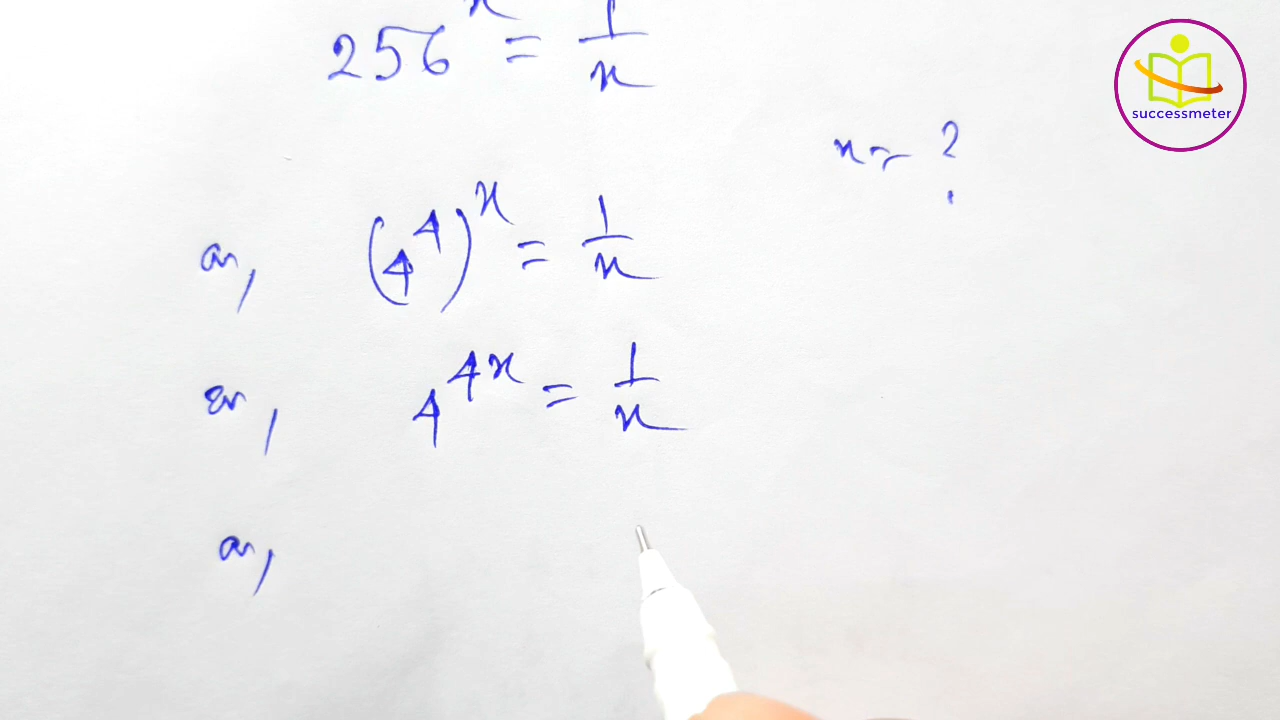 256^x = 1/x
successmeter
x = ?
or, (4^4)^x = 1/x
or, 4^4x = 1/x
or,